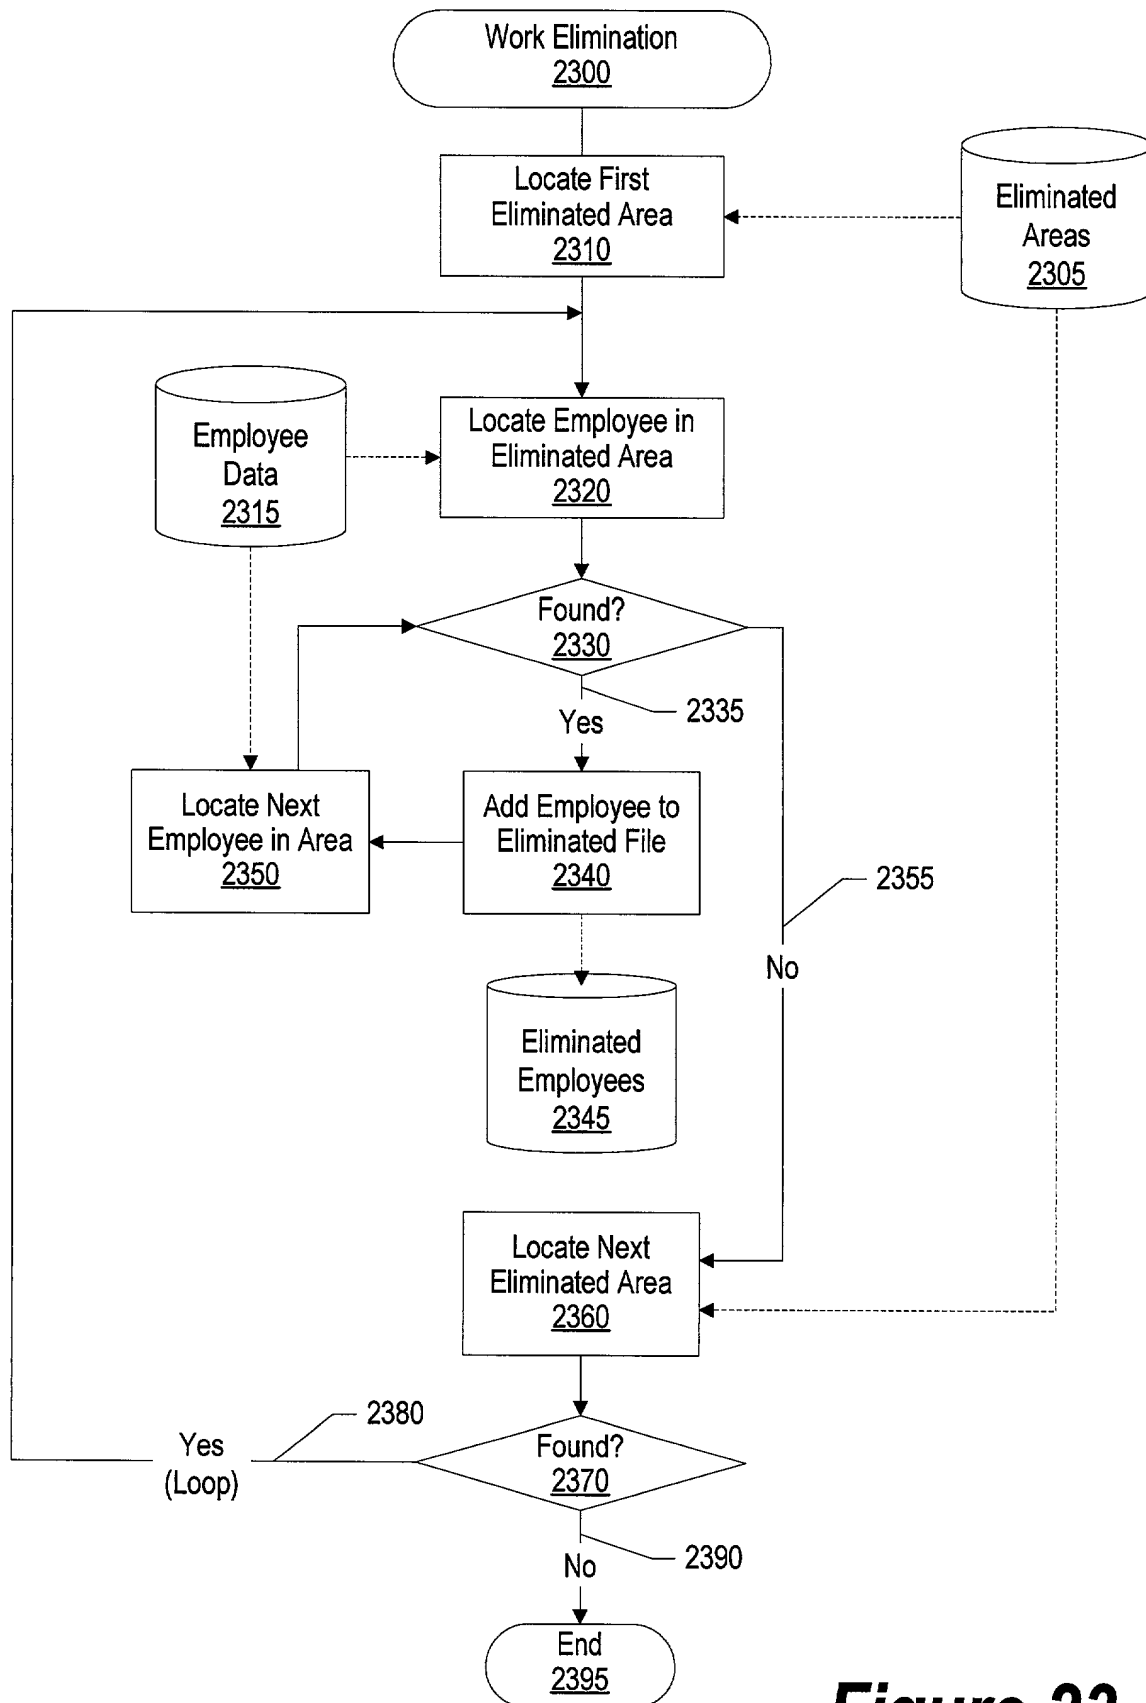 Work Elimination
2300
Locate First
Eliminated Area
2310
Eliminated
Areas
2305
Employee
Data
2315
Locate Employee in
Eliminated Area
2320
Found?
2330
2335
Yes
Locate Next
Employee in Area
2350
Add Employee to
Eliminated File
2340
2355
No
Eliminated
Employees
2345
Locate Next
Eliminated Area
2360
2380
Yes
(Loop)
Found?
2370
2390
No
End
2395